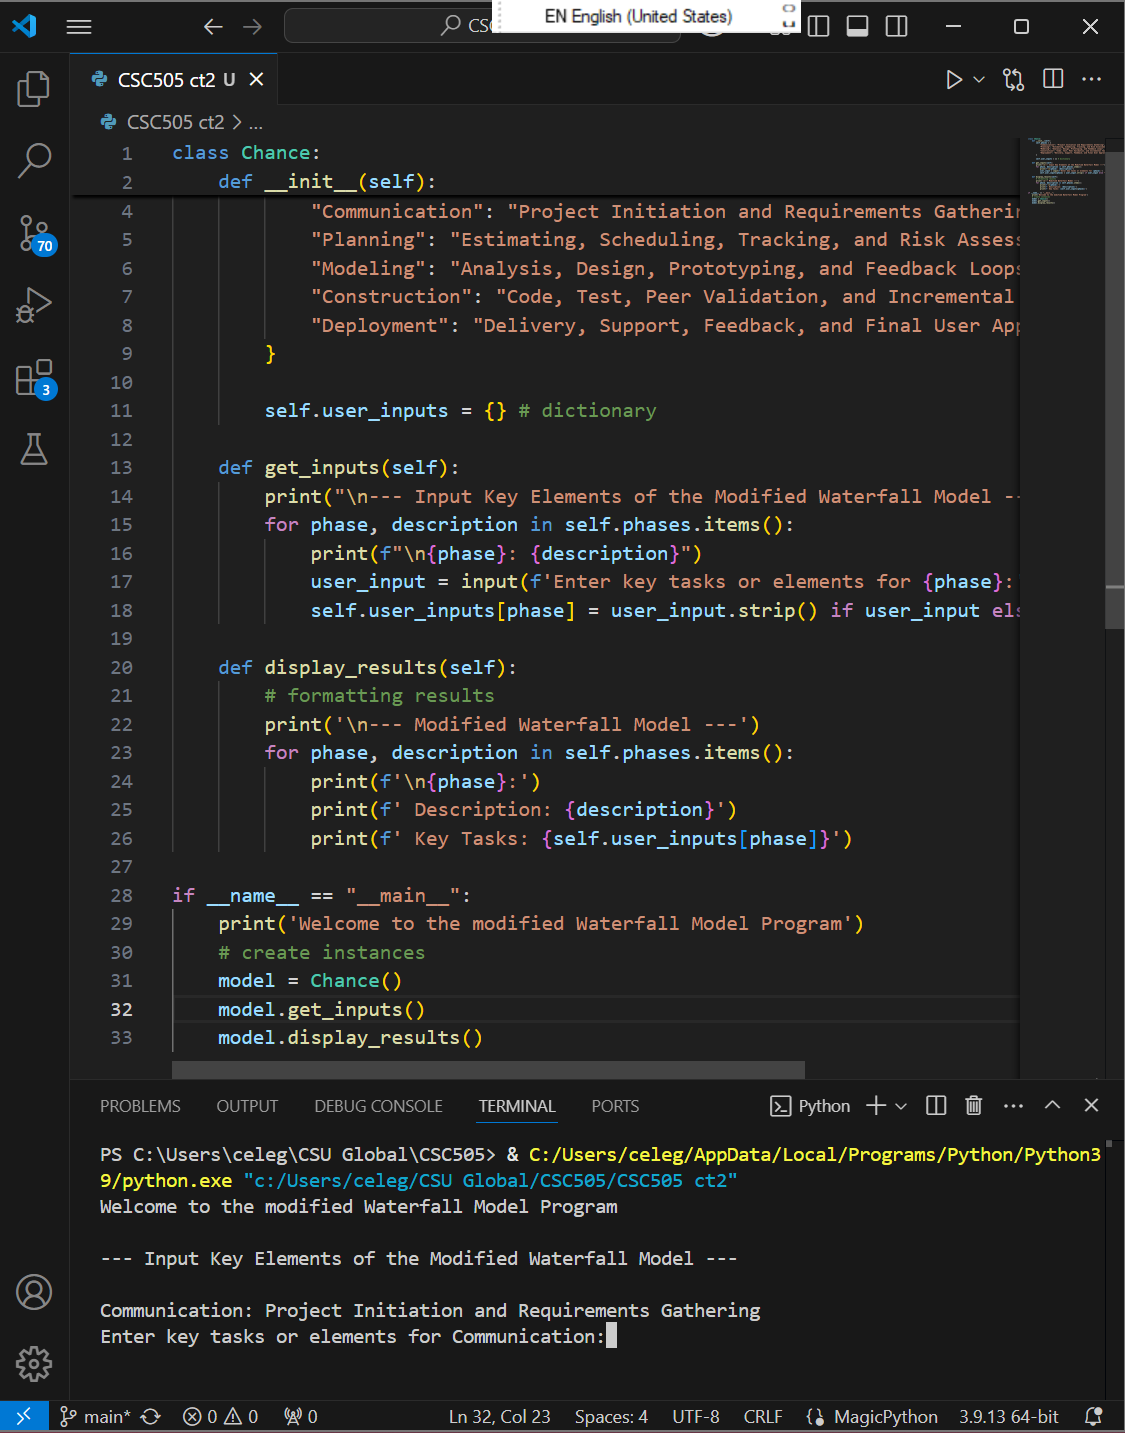 EN English (United States)
CSC505 ct2 U
CSC505 ct2 > ...
1 class Chance:
2 def __init__(self):
4 "Communication": "Project Initiation and Requirements Gatherin
5 "Planning": "Estimating, Scheduling, Tracking, and Risk Assess
6 "Modeling": "Analysis, Design, Prototyping, and Feedback Loops
7 "Construction": "Code, Test, Peer Validation, and Incremental
8 "Deployment": "Delivery, Support, Feedback, and Final User App
9 }
10
11 self.user_inputs = {} # dictionary
12
13 def get_inputs(self):
14 print("\n--- Input Key Elements of the Modified Waterfall Model --
15 for phase, description in self.phases.items():
16 print(f"\n{phase}: {description}")
17 user_input = input(f'Enter key tasks or elements for {phase}:
18 self.user_inputs[phase] = user_input.strip() if user_input els
19
20 def display_results(self):
21 # formatting results
22 print('\n--- Modified Waterfall Model ---')
23 for phase, description in self.phases.items():
24 print(f'\n{phase}:')
25 print(f' Description: {description}')
26 print(f' Key Tasks: {self.user_inputs[phase]}')
27
28 if __name__ == "__main__":
29 print('Welcome to the modified Waterfall Model Program')
30 # create instances
31 model = Chance()
32 model.get_inputs()
33 model.display_results()
70
3
PROBLEMS OUTPUT DEBUG CONSOLE TERMINAL PORTS Python
PS C:\Users\celeg\CSU Global\CSC505> & C:/Users/celeg/AppData/Local/Programs/Python/Python3
9/python.exe "c:/Users/celeg/CSU Global/CSC505/CSC505 ct2"
Welcome to the modified Waterfall Model Program
--- Input Key Elements of the Modified Waterfall Model ---
Communication: Project Initiation and Requirements Gathering
Enter key tasks or elements for Communication:
main* 0 0 0 Ln 32, Col 23 Spaces: 4 UTF-8 CRLF MagicPython 3.9.13 64-bit